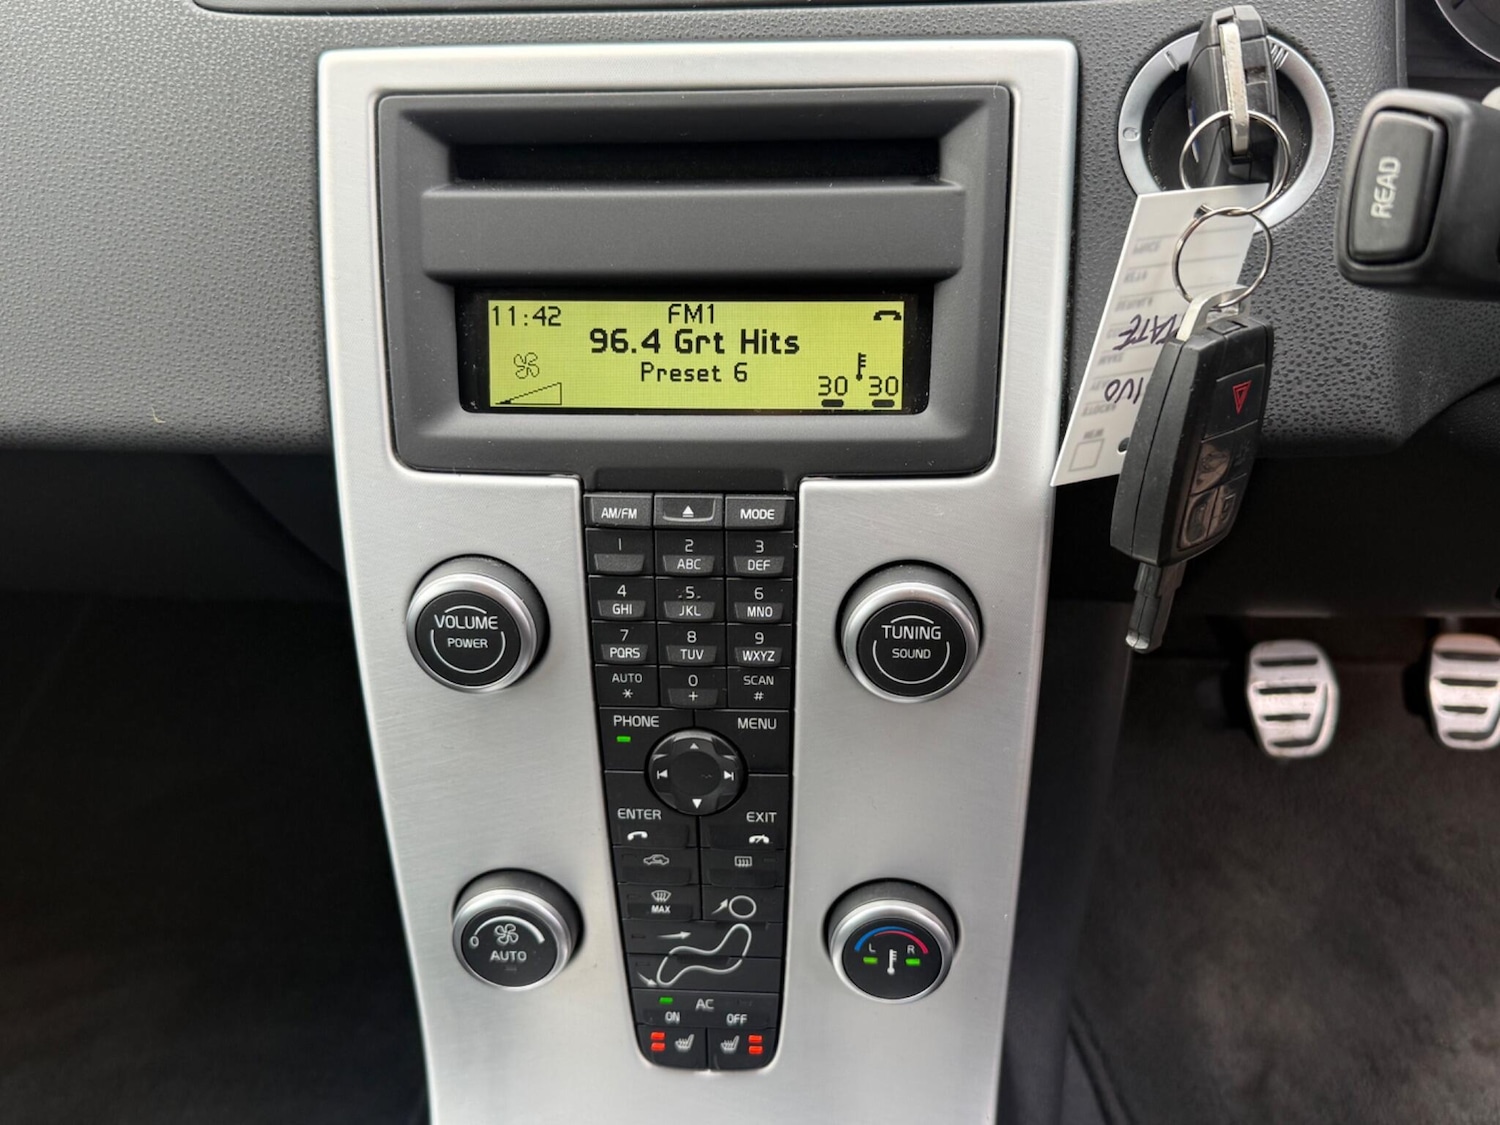 11:42 FM1
96.4 Grt Hits
Preset 6
30 30
READ
TATE
AM/FM MODE
1 2 3
ABC DEF
4 5 6
GHI JKL MNO
7 8 9
PQRS TUV WXYZ
AUTO 0 SCAN
* + #
VOLUME
POWER
TUNING
SOUND
PHONE MENU
ENTER EXIT
MAX
0
AUTO
L R
AC
ON OFF